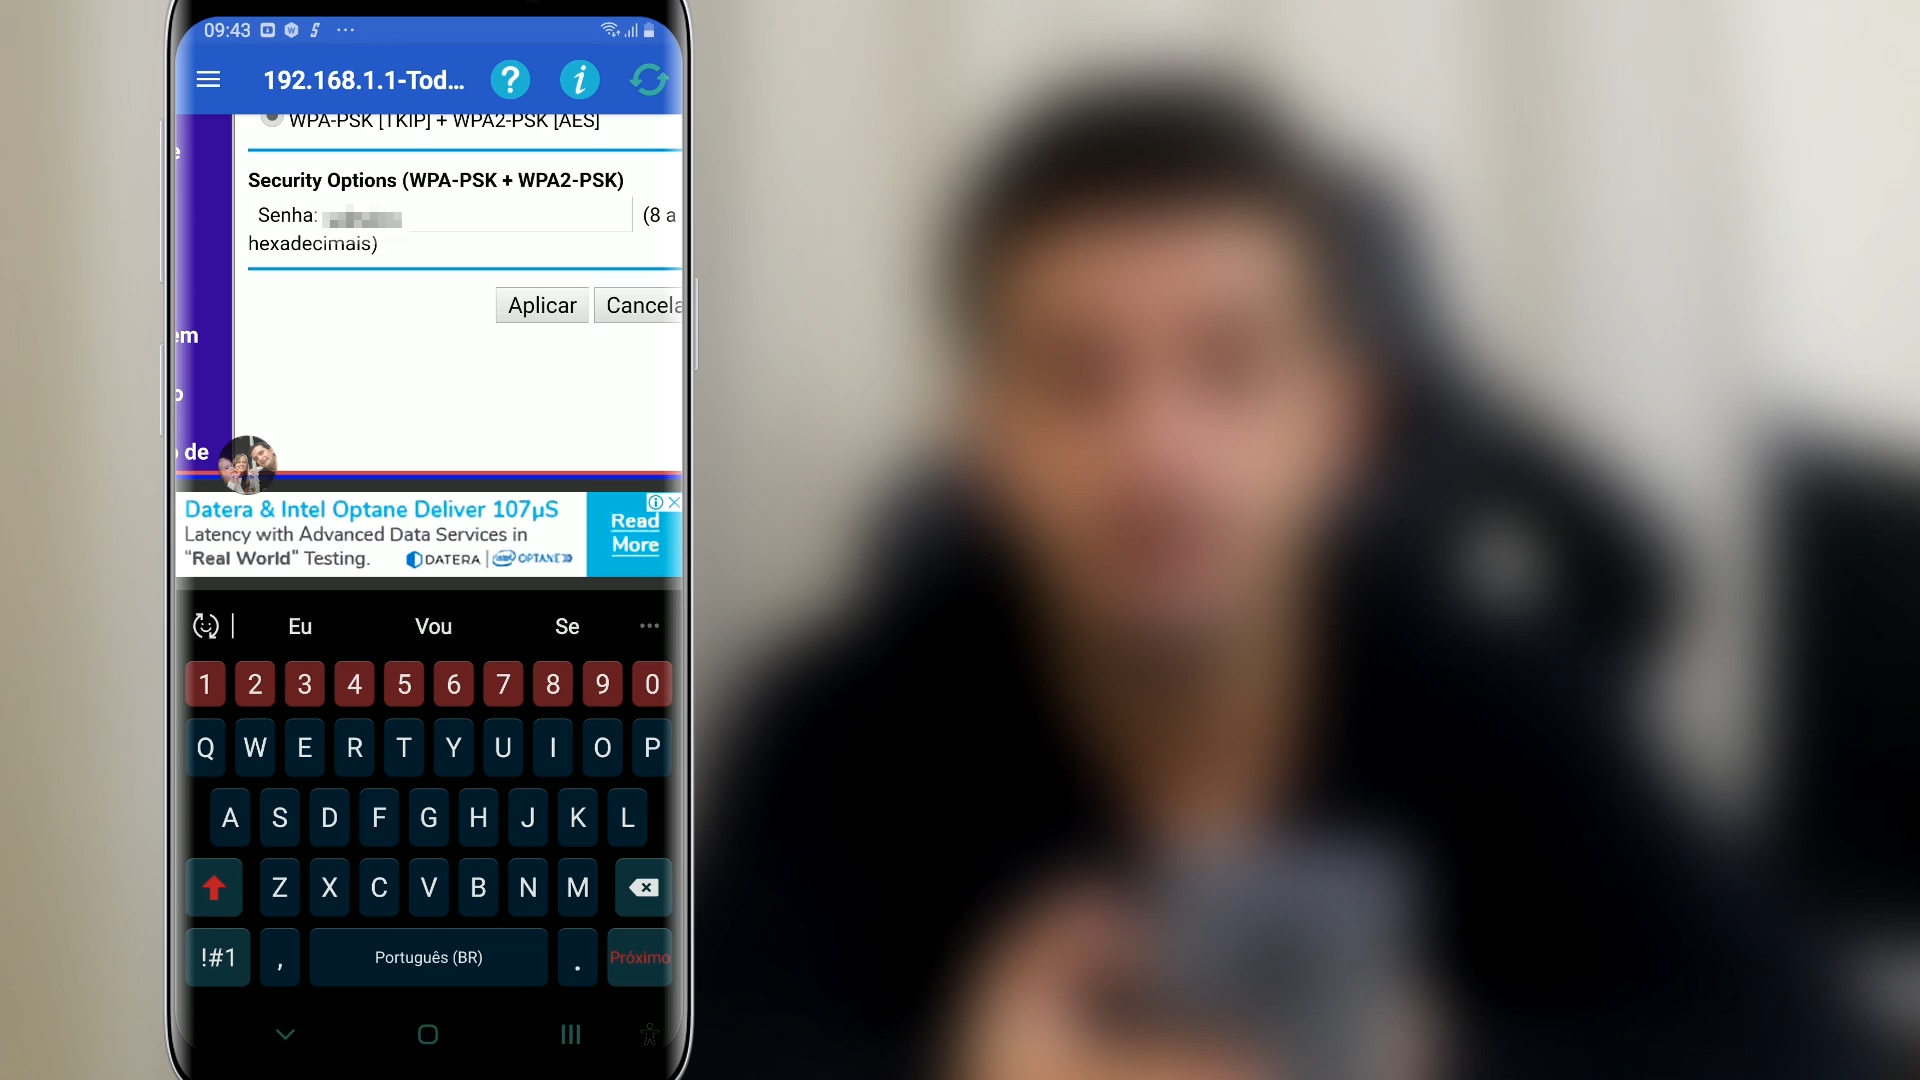 09:43
192.168.1.1-Tod...
WPA-PSK [TKIP] + WPA2-PSK [AES]
e
Security Options (WPA-PSK + WPA2-PSK)
Senha: (8 a
hexadecimais)
Aplicar Cancela
em
o
de
Datera & Intel Optane Deliver 107µS
Latency with Advanced Data Services in
"Real World" Testing.
DATERA | intel OPTANE
Read
More
Eu Vou Se
1 2 3 4 5 6 7 8 9 0
Q W E R T Y U I O P
A S D F G H J K L
Z X C V B N M
!#1 , Português (BR) . Próximo